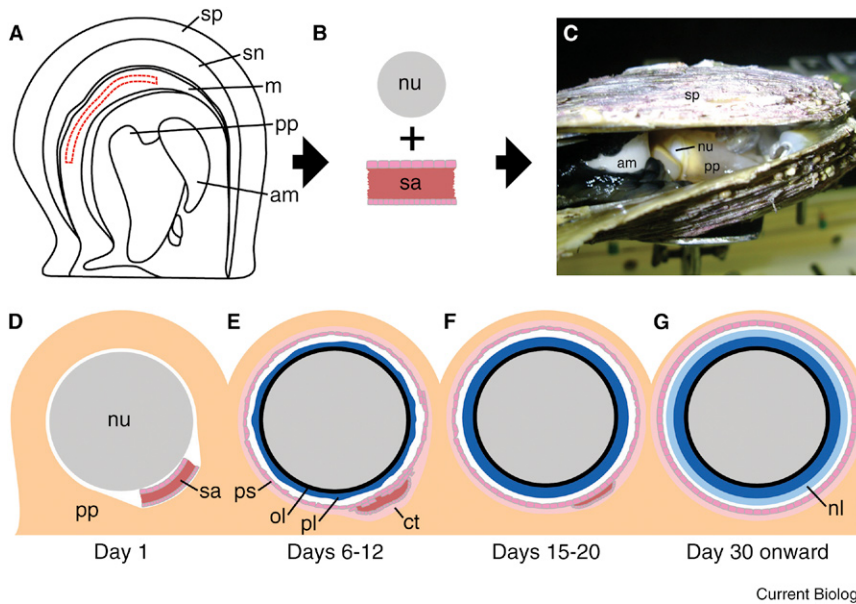 A
sp
sn
m
pp
am
B
nu
+
sa
C
sp
nu
am
pp
D
nu
sa
pp
Day 1
E
ps
ol
pl
ct
Days 6-12
F
Days 15-20
G
nl
Day 30 onward
Current Biolog